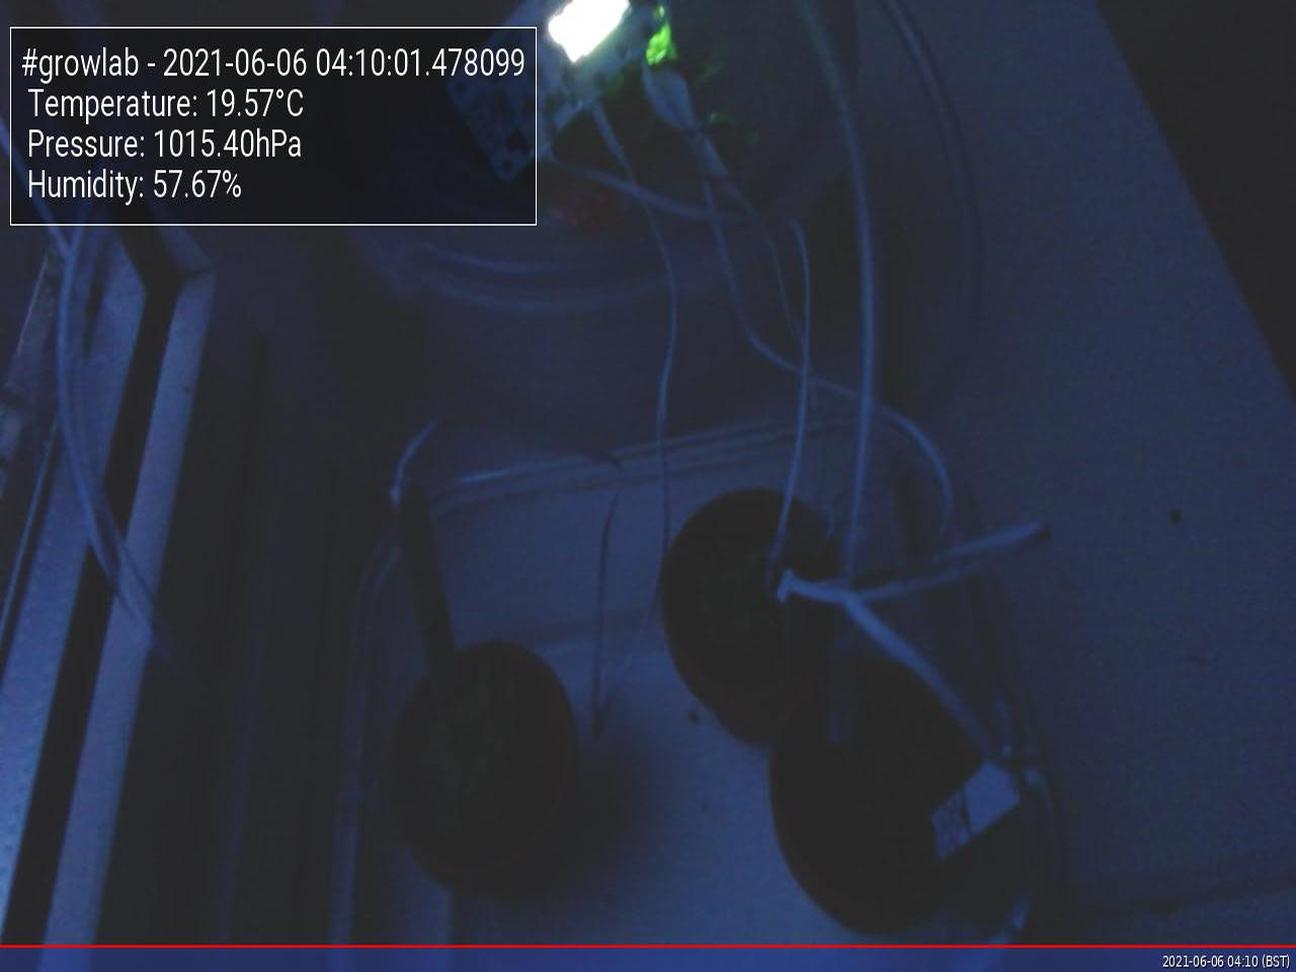 #growlab - 2021-06-06 04:10:01.478099
Temperature: 19.57°C
Pressure: 1015.40hPa
Humidity: 57.67%
2021-06-06 04:10 (BST)